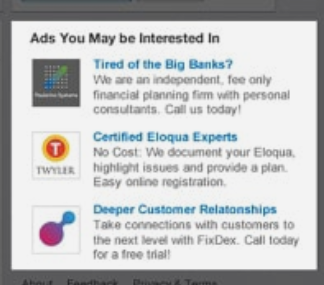 Ads You May be Interested In
Tired of the Big Banks?
We are an independent, fee only
financial planning firm with personal
consultants. Call us today!
Certified Eloqua Experts
No Cost: We document your Eloqua,
highlight issues and provide a plan.
Easy online registration.
TWYLER
Deeper Customer Relatonships
Take connections with customers to
the next level with FixDex. Call today
for a free trial!
About Feedback Privacy & Terms